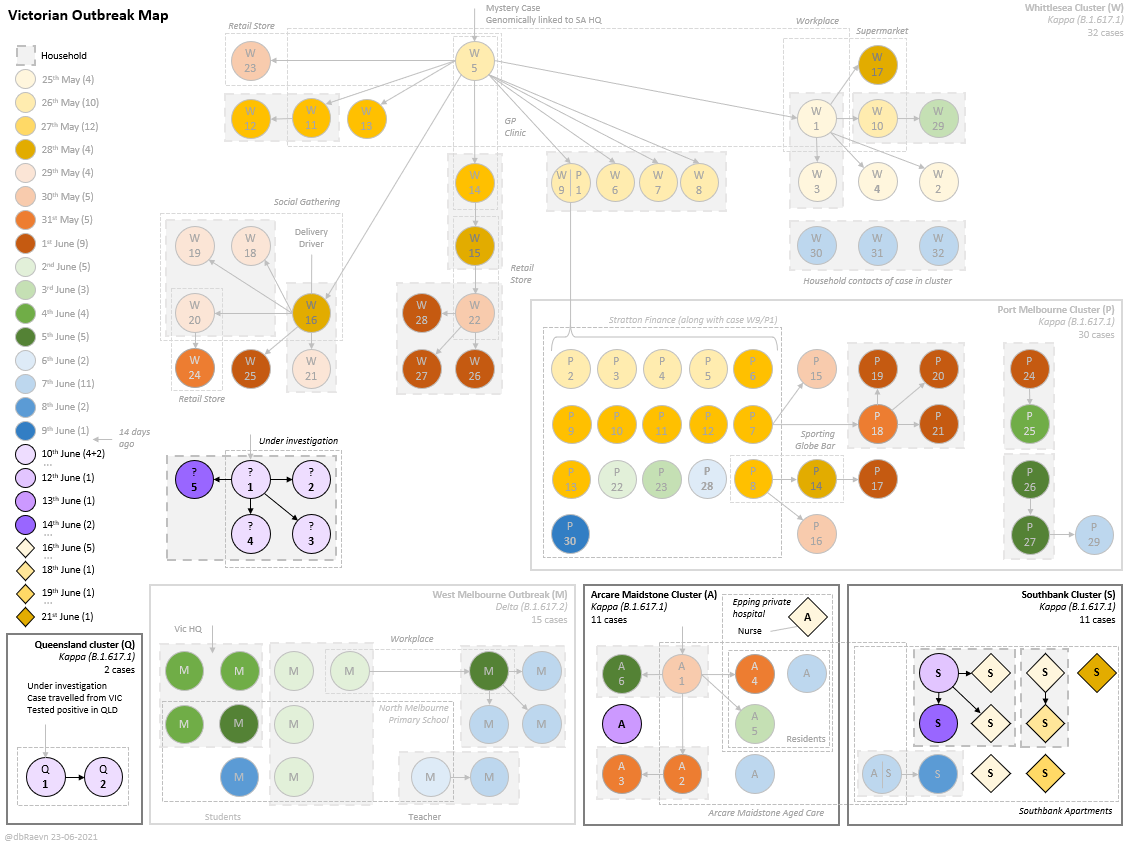 Victorian Outbreak Map
Household
25th May (4)
26th May (10)
27th May (12)
28th May (4)
29th May (4)
30th May (5)
31st May (5)
1st June (9)
2nd June (5)
3rd June (3)
4th June (4)
5th June (5)
6th June (2)
7th June (11)
8th June (2)
9th June (1)
14 days
ago
10th June (4+2)
...
12th June (1)
13th June (1)
14th June (2)
...
16th June (5)
...
18th June (1)
19th June (1)
...
21st June (1)
Mystery Case
Genomically linked to SA HQ
Whittlesea Cluster (W)
Kappa (B.1.617.1)
32 cases
Retail Store
W
23
W
5
W
12
W
11
W
13
GP
Clinic
Workplace
Supermarket
W
17
W
1
W
10
W
29
W
3
W
4
W
2
W
9
P
1
W
6
W
7
W
8
W
14
W
15
W
30
W
31
W
32
Household contacts of case in cluster
Social Gathering
Delivery
Driver
W
19
W
18
W
20
W
16
W
24
W
25
W
21
Retail Store
Retail
Store
W
28
W
22
W
27
W
26
Port Melbourne Cluster (P)
Kappa (B.1.617.1)
30 cases
Stratton Finance (along with case W9/P1)
P
2
P
3
P
4
P
5
P
6
P
15
P
19
P
20
P
24
P
9
P
10
P
11
P
12
P
7
P
18
P
21
P
25
Sporting
Globe Bar
P
13
P
22
P
23
P
28
P
8
P
14
P
17
P
26
P
30
P
16
P
27
P
29
Under investigation
?
5
?
1
?
2
?
4
?
3
Queensland cluster (Q)
Kappa (B.1.617.1)
2 cases
Under investigation
Case travelled from VIC
Tested positive in QLD
Q
1
Q
2
West Melbourne Outbreak (M)
Delta (B.1.617.2)
15 cases
Vic HQ
Workplace
M
M
M
M
M
M
North Melbourne
Primary School
M
M
M
M
M
M
M
M
M
Students
Teacher
Arcare Maidstone Cluster (A)
Kappa (B.1.617.1)
11 cases
Epping private
hospital
Nurse
A
A
6
A
1
A
4
A
A
A
5
Residents
A
3
A
2
A
Arcare Maidstone Aged Care
Southbank Cluster (S)
Kappa (B.1.617.1)
11 cases
S
S
S
S
S
S
S
A
S
S
S
S
Southbank Apartments
@dbRaevn 23-06-2021